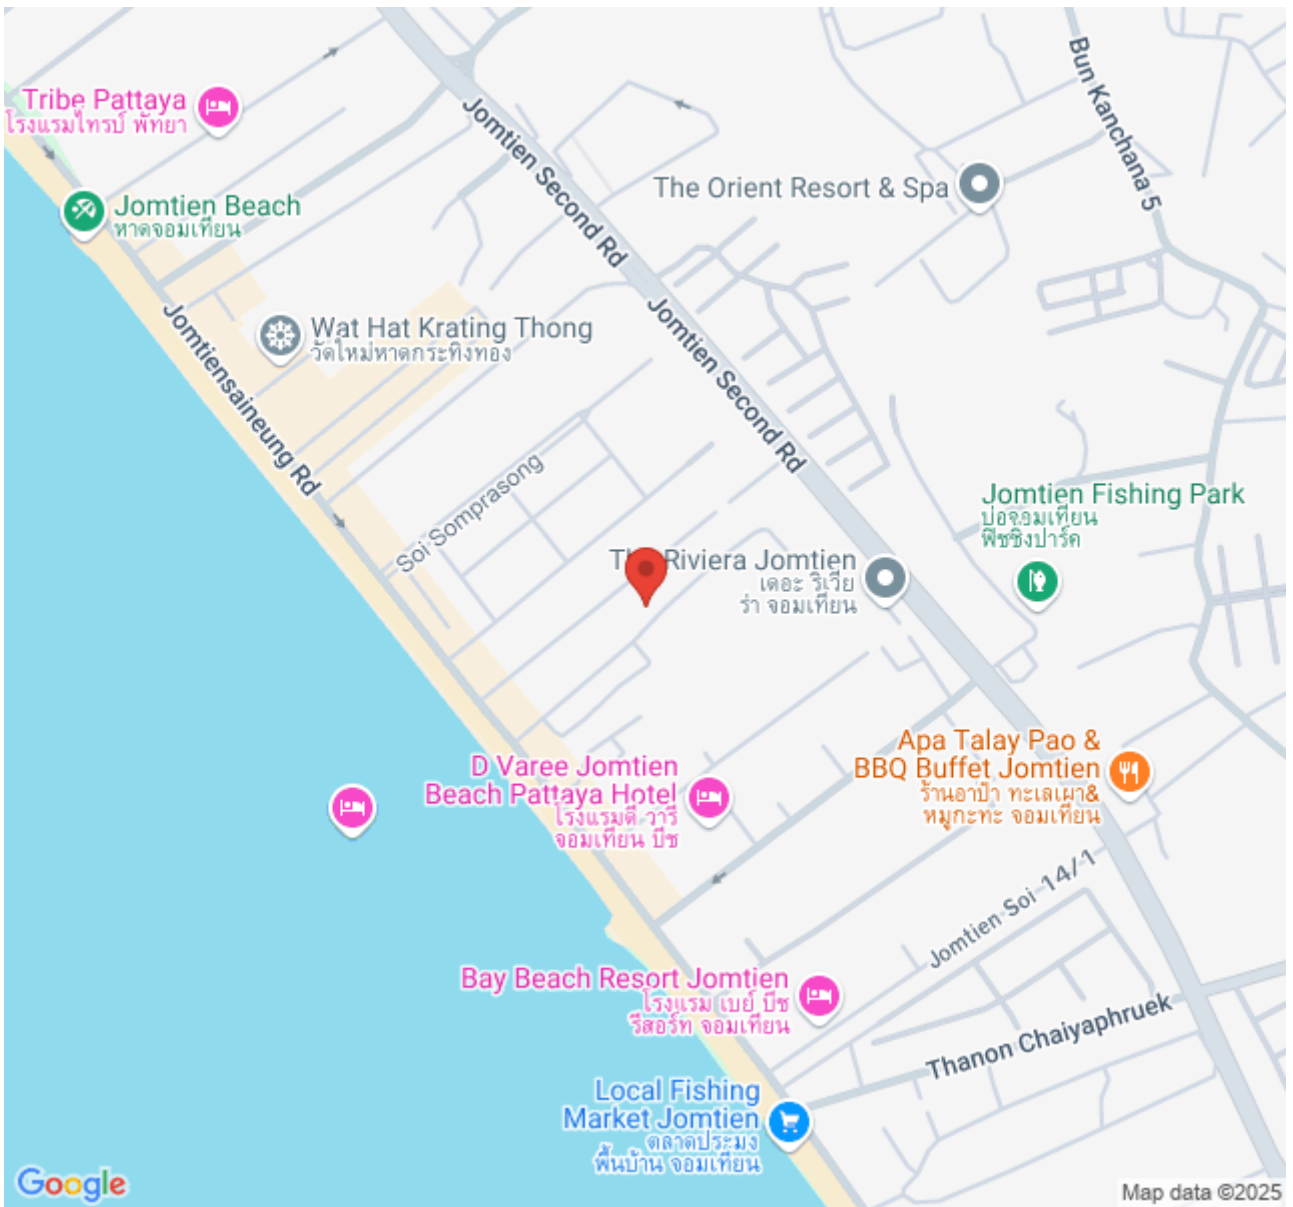 Bun Kanchana 5
Tribe Pattaya
โรงแรมไทรบ์ พัทยา
Jomtien Second Rd
The Orient Resort & Spa
Jomtien Beach
หาดจอมเทียน
Wat Hat Krating Thong
วัดใหม่หาดกระทิงทอง
Jomtien Second Rd
Jomtiensaineung Rd
Soi Somprasong
Jomtien Fishing Park
บ่อจอมเทียน
ฟิชชิ่งปาร์ค
Riviera Jomtien
เดอะ ริเวีย
ร่า จอมเทียน
Apa Talay Pao &
BBQ Buffet Jomtien
ร้านอาป๋า ทะเลเผา&
หมูกะทะ จอมเทียน
D Varee Jomtien
Beach Pattaya Hotel
โรงแรมดี วารี
จอมเทียน บีช
Jomtien Soi 14/1
Bay Beach Resort Jomtien
โรงแรม เบย์ บีช
รีสอร์ท จอมเทียน
Thanon Chaiyaphruek
Local Fishing
Market Jomtien
ตลาดประมง
พื้นบ้าน จอมเทียน
Google
Map data ©2025